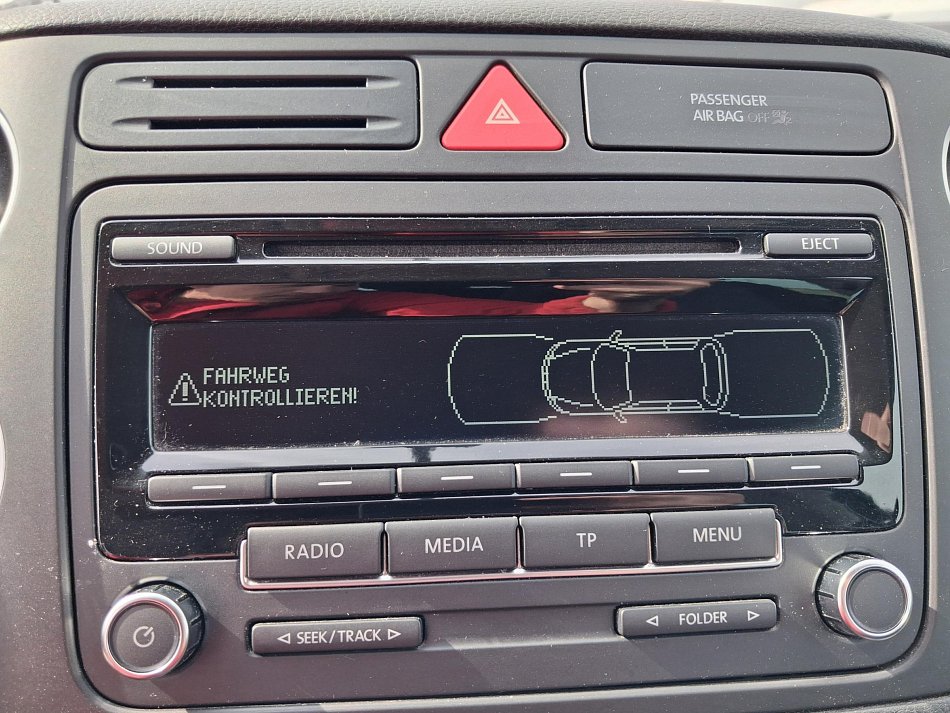 PASSENGER
AIR BAG OFF
SOUND
EJECT
FAHRWEG
KONTROLLIEREN!
RADIO
MEDIA
TP
MENU
SEEK/TRACK
FOLDER